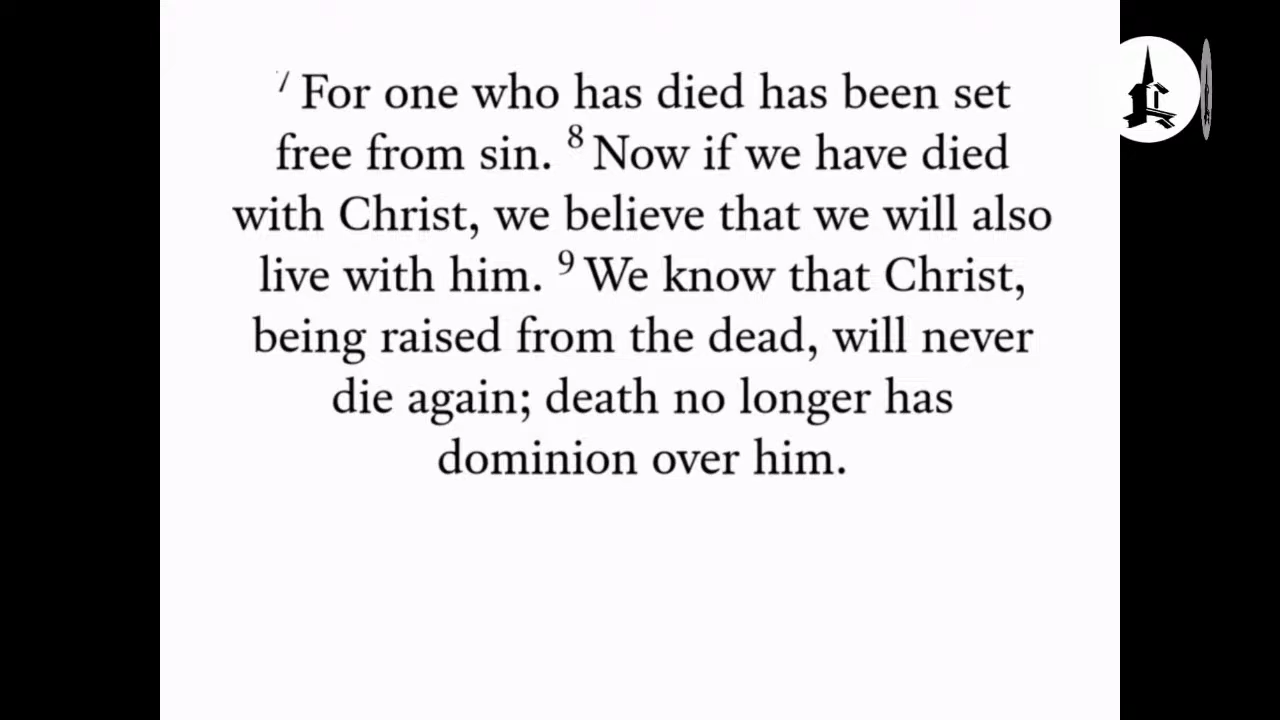 7 For one who has died has been set
free from sin. 8 Now if we have died
with Christ, we believe that we will also
live with him. 9 We know that Christ,
being raised from the dead, will never
die again; death no longer has
dominion over him.